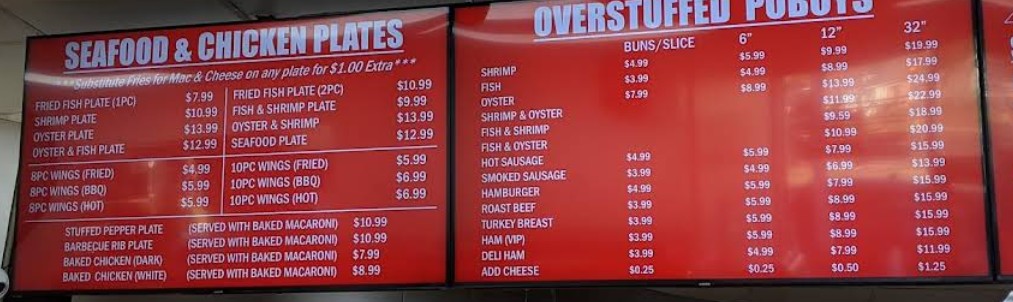 SEAFOOD & CHICKEN PLATES
***Substitute Fries for Mac & Cheese on any plate for $1.00 Extra***
FRIED FISH PLATE (1PC) $7.99 FRIED FISH PLATE (2PC) $10.99
SHRIMP PLATE $10.99 FISH & SHRIMP PLATE $9.99
OYSTER PLATE $13.99 OYSTER & SHRIMP $13.99
OYSTER & FISH PLATE $12.99 SEAFOOD PLATE $12.99
8PC WINGS (FRIED) $4.99 10PC WINGS (FRIED) $5.99
8PC WINGS (BBQ) $5.99 10PC WINGS (BBQ) $6.99
8PC WINGS (HOT) $5.99 10PC WINGS (HOT) $6.99
STUFFED PEPPER PLATE (SERVED WITH BAKED MACARONI) $10.99
BARBECUE RIB PLATE (SERVED WITH BAKED MACARONI) $10.99
BAKED CHICKEN (DARK) (SERVED WITH BAKED MACARONI) $7.99
BAKED CHICKEN (WHITE) (SERVED WITH BAKED MACARONI) $8.99
OVERSTUFFED POBOYS
BUNS/SLICE 6" 12" 32"
SHRIMP $4.99 $5.99 $9.99 $19.99
FISH $3.99 $4.99 $8.99 $17.99
OYSTER $7.99 $8.99 $13.99 $24.99
SHRIMP & OYSTER $11.99 $22.99
FISH & SHRIMP $9.59 $18.99
FISH & OYSTER $10.99 $20.99
HOT SAUSAGE $4.99 $5.99 $7.99 $15.99
SMOKED SAUSAGE $3.99 $4.99 $6.99 $13.99
HAMBURGER $4.99 $5.99 $7.99 $15.99
ROAST BEEF $3.99 $5.99 $8.99 $15.99
TURKEY BREAST $3.99 $5.99 $8.99 $15.99
HAM (VIP) $3.99 $5.99 $8.99 $15.99
DELI HAM $3.99 $4.99 $7.99 $11.99
ADD CHEESE $0.25 $0.25 $0.50 $1.25